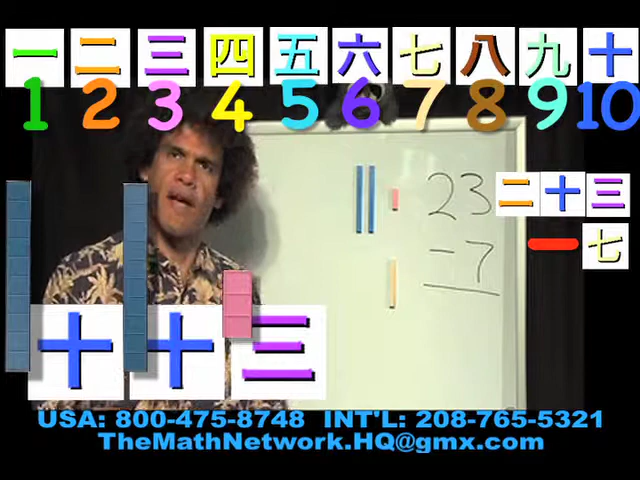 一 二 三 四 五 六 七 八 九 十
1 2 3 4 5 6 7 8 9 10
23 二十三
-7 一七
十 十 三
USA: 800-475-8748 INT'L: 208-765-5321
TheMathNetwork.HQ@gmx.com